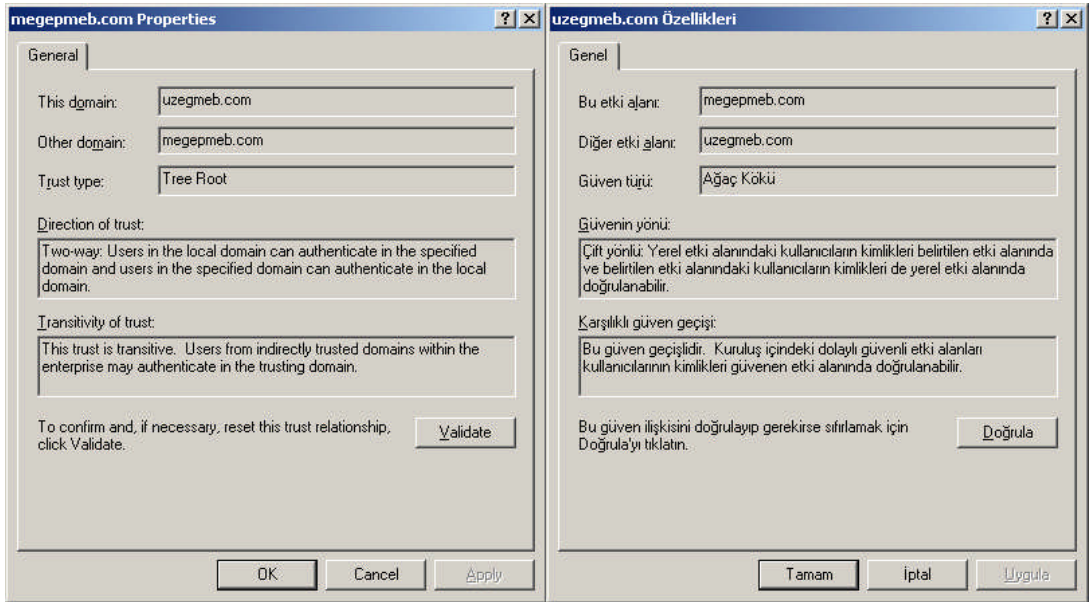 megepmeb.com Properties
General
This domain:
uzegmeb.com
Other domain:
megepmeb.com
Trust type:
Tree Root
Direction of trust:
Two-way: Users in the local domain can authenticate in the specified
domain and users in the specified domain can authenticate in the local
domain.
Transitivity of trust:
This trust is transitive.  Users from indirectly trusted domains within the
enterprise may authenticate in the trusting domain.
To confirm and, if necessary, reset this trust relationship,
click Validate.
Validate
OK
Cancel
Apply
uzegmeb.com Özellikleri
Genel
Bu etki alanı:
megepmeb.com
Diğer etki alanı:
uzegmeb.com
Güven türü:
Ağaç Kökü
Güvenin yönü:
Çift yönlü: Yerel etki alanındaki kullanıcıların kimlikleri belirtilen etki alanında
ve belirtilen etki alanındaki kullanıcıların kimlikleri de yerel etki alanında
doğrulanabilir.
Karşılıklı güven geçişi:
Bu güven geçişlidir.  Kuruluş içindeki dolaylı güvenli etki alanları
kullanıcılarının kimlikleri güvenen etki alanında doğrulanabilir.
Bu güven ilişkisini doğrulayıp gerekirse sıfırlamak için
Doğrula'yı tıklatın.
Doğrula
Tamam
İptal
Uygula